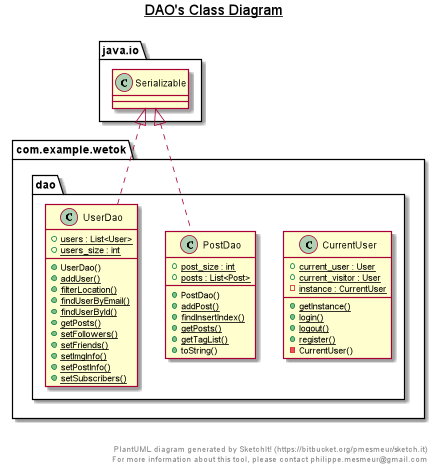 DAO's Class Diagram
java.io
C Serializable
com.example.wetok
dao
C UserDao
users : List<User>
users_size : int
UserDao()
addUser()
filterLocation()
findUserByEmail()
findUserById()
getPosts()
setFollowers()
setFriends()
setImgInfo()
setPostInfo()
setSubscribers()
C PostDao
post_size : int
posts : List<Post>
PostDao()
addPost()
findInsertIndex()
getPosts()
getTagList()
toString()
C CurrentUser
current_user : User
current_visitor : User
instance : CurrentUser
getInstance()
login()
logout()
register()
CurrentUser()
PlantUML diagram generated by SketchIt! (https://bitbucket.org/pmesmeur/sketch.it)
For more information about this tool, please contact philippe.mesmeur@gmail.com